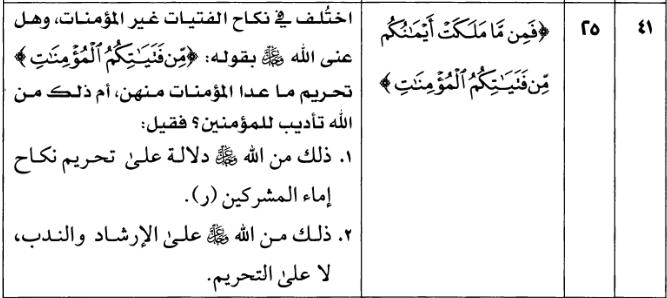 ٤١
٢٥
﴿فَمِن مَّا مَلَكَتْ أَيْمَٰنُكُم
مِّن فَتَيَٰتِكُمُ ٱلْمُؤْمِنَٰتِ﴾
اختُلف في نكاح الفتيات غير المؤمنات، وهل
عنى الله ﷻ بقوله: ﴿مِّن فَتَيَٰتِكُمُ ٱلْمُؤْمِنَٰتِ﴾
تحريم ما عدا المؤمنات منهن، أم ذلك من
الله تأديب للمؤمنين؟ فقيل:
١. ذلك من الله ﷻ دلالة علىٰ تحريم نكاح
إماء المشركين (ر).
٢. ذلك من الله ﷻ علىٰ الإرشاد والندب،
لا علىٰ التحريم.